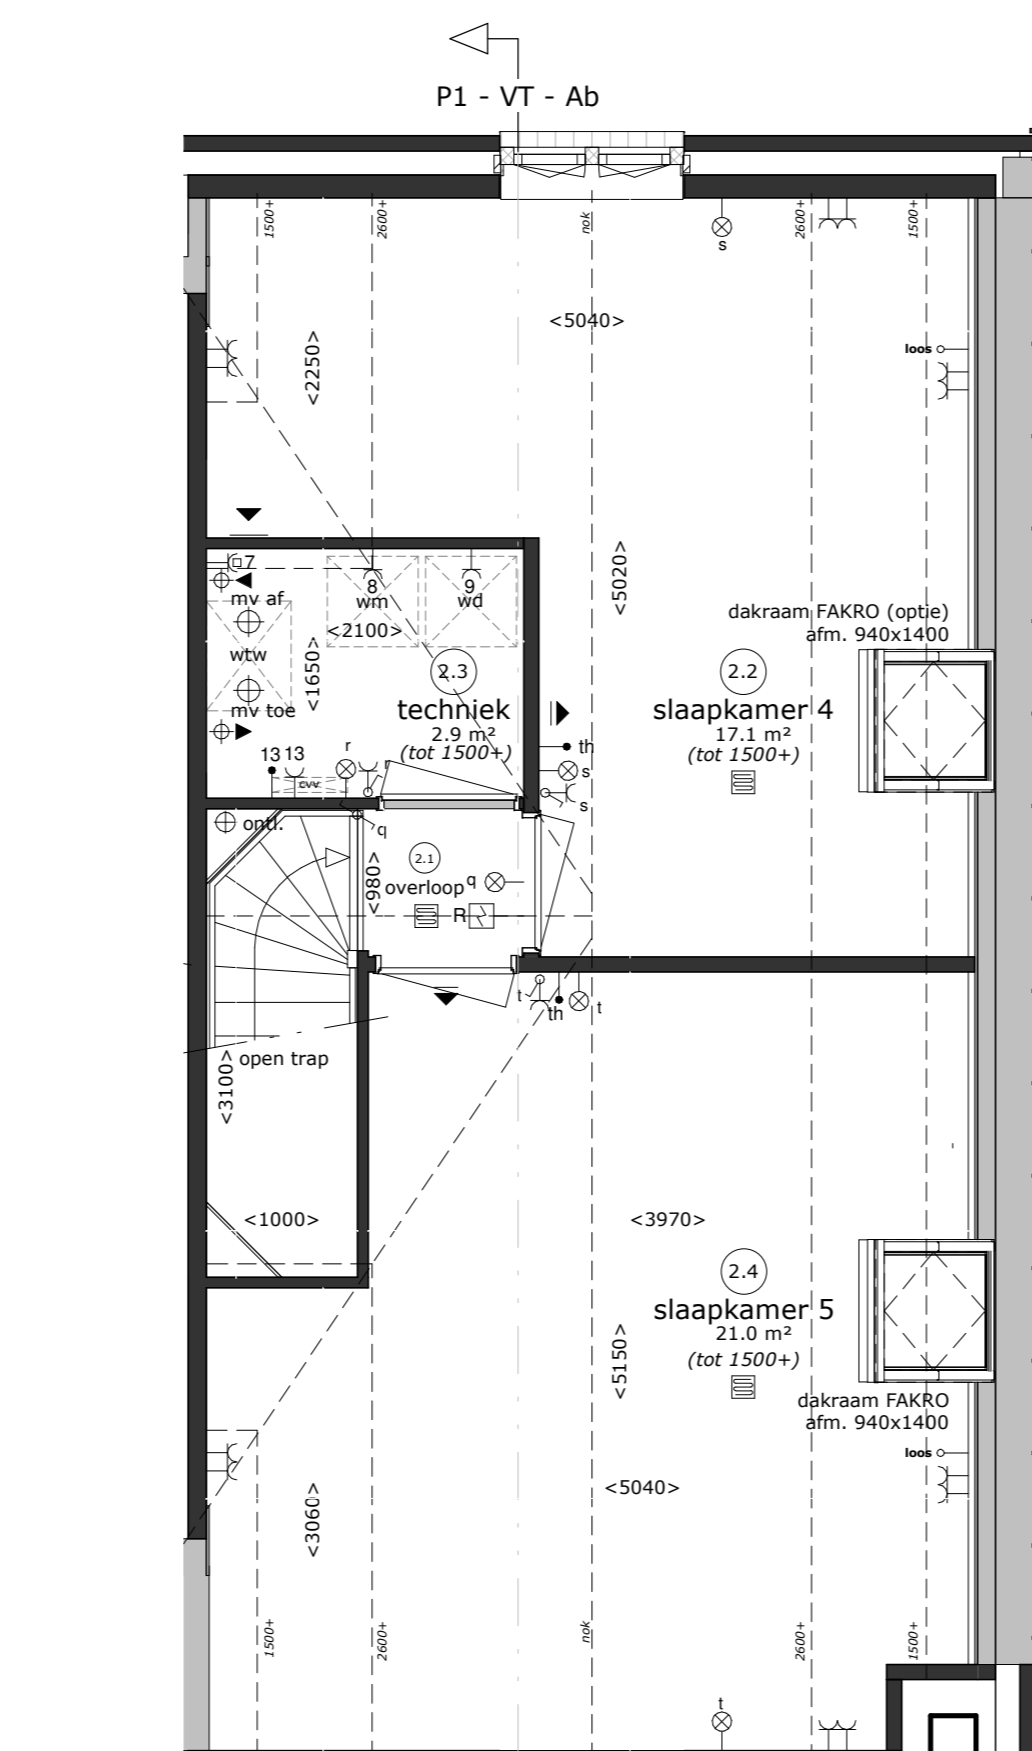 P1 - VT - Ab
1500+
2600+
nok
2600+
1500+
s
<5040>
<2250>
loos
<5020>
7
8
9
mv af
wm
wd
<2100>
wtw
<1650>
mv toe
2.3
techniek
2.9 m²
(tot 1500+)
dakraam FAKRO (optie)
afm. 940x1400
2.2
slaapkamer 4
17.1 m²
(tot 1500+)
13 13
r
r
cvv
th
s
s
ontl.
q
<980>
2.1
overloop
q
R
t
th
t
open trap
<3100>
<1000>
<3970>
2.4
slaapkamer 5
21.0 m²
(tot 1500+)
<5150>
dakraam FAKRO
afm. 940x1400
loos
<5040>
<3060>
1500+
2600+
nok
2600+
1500+
t